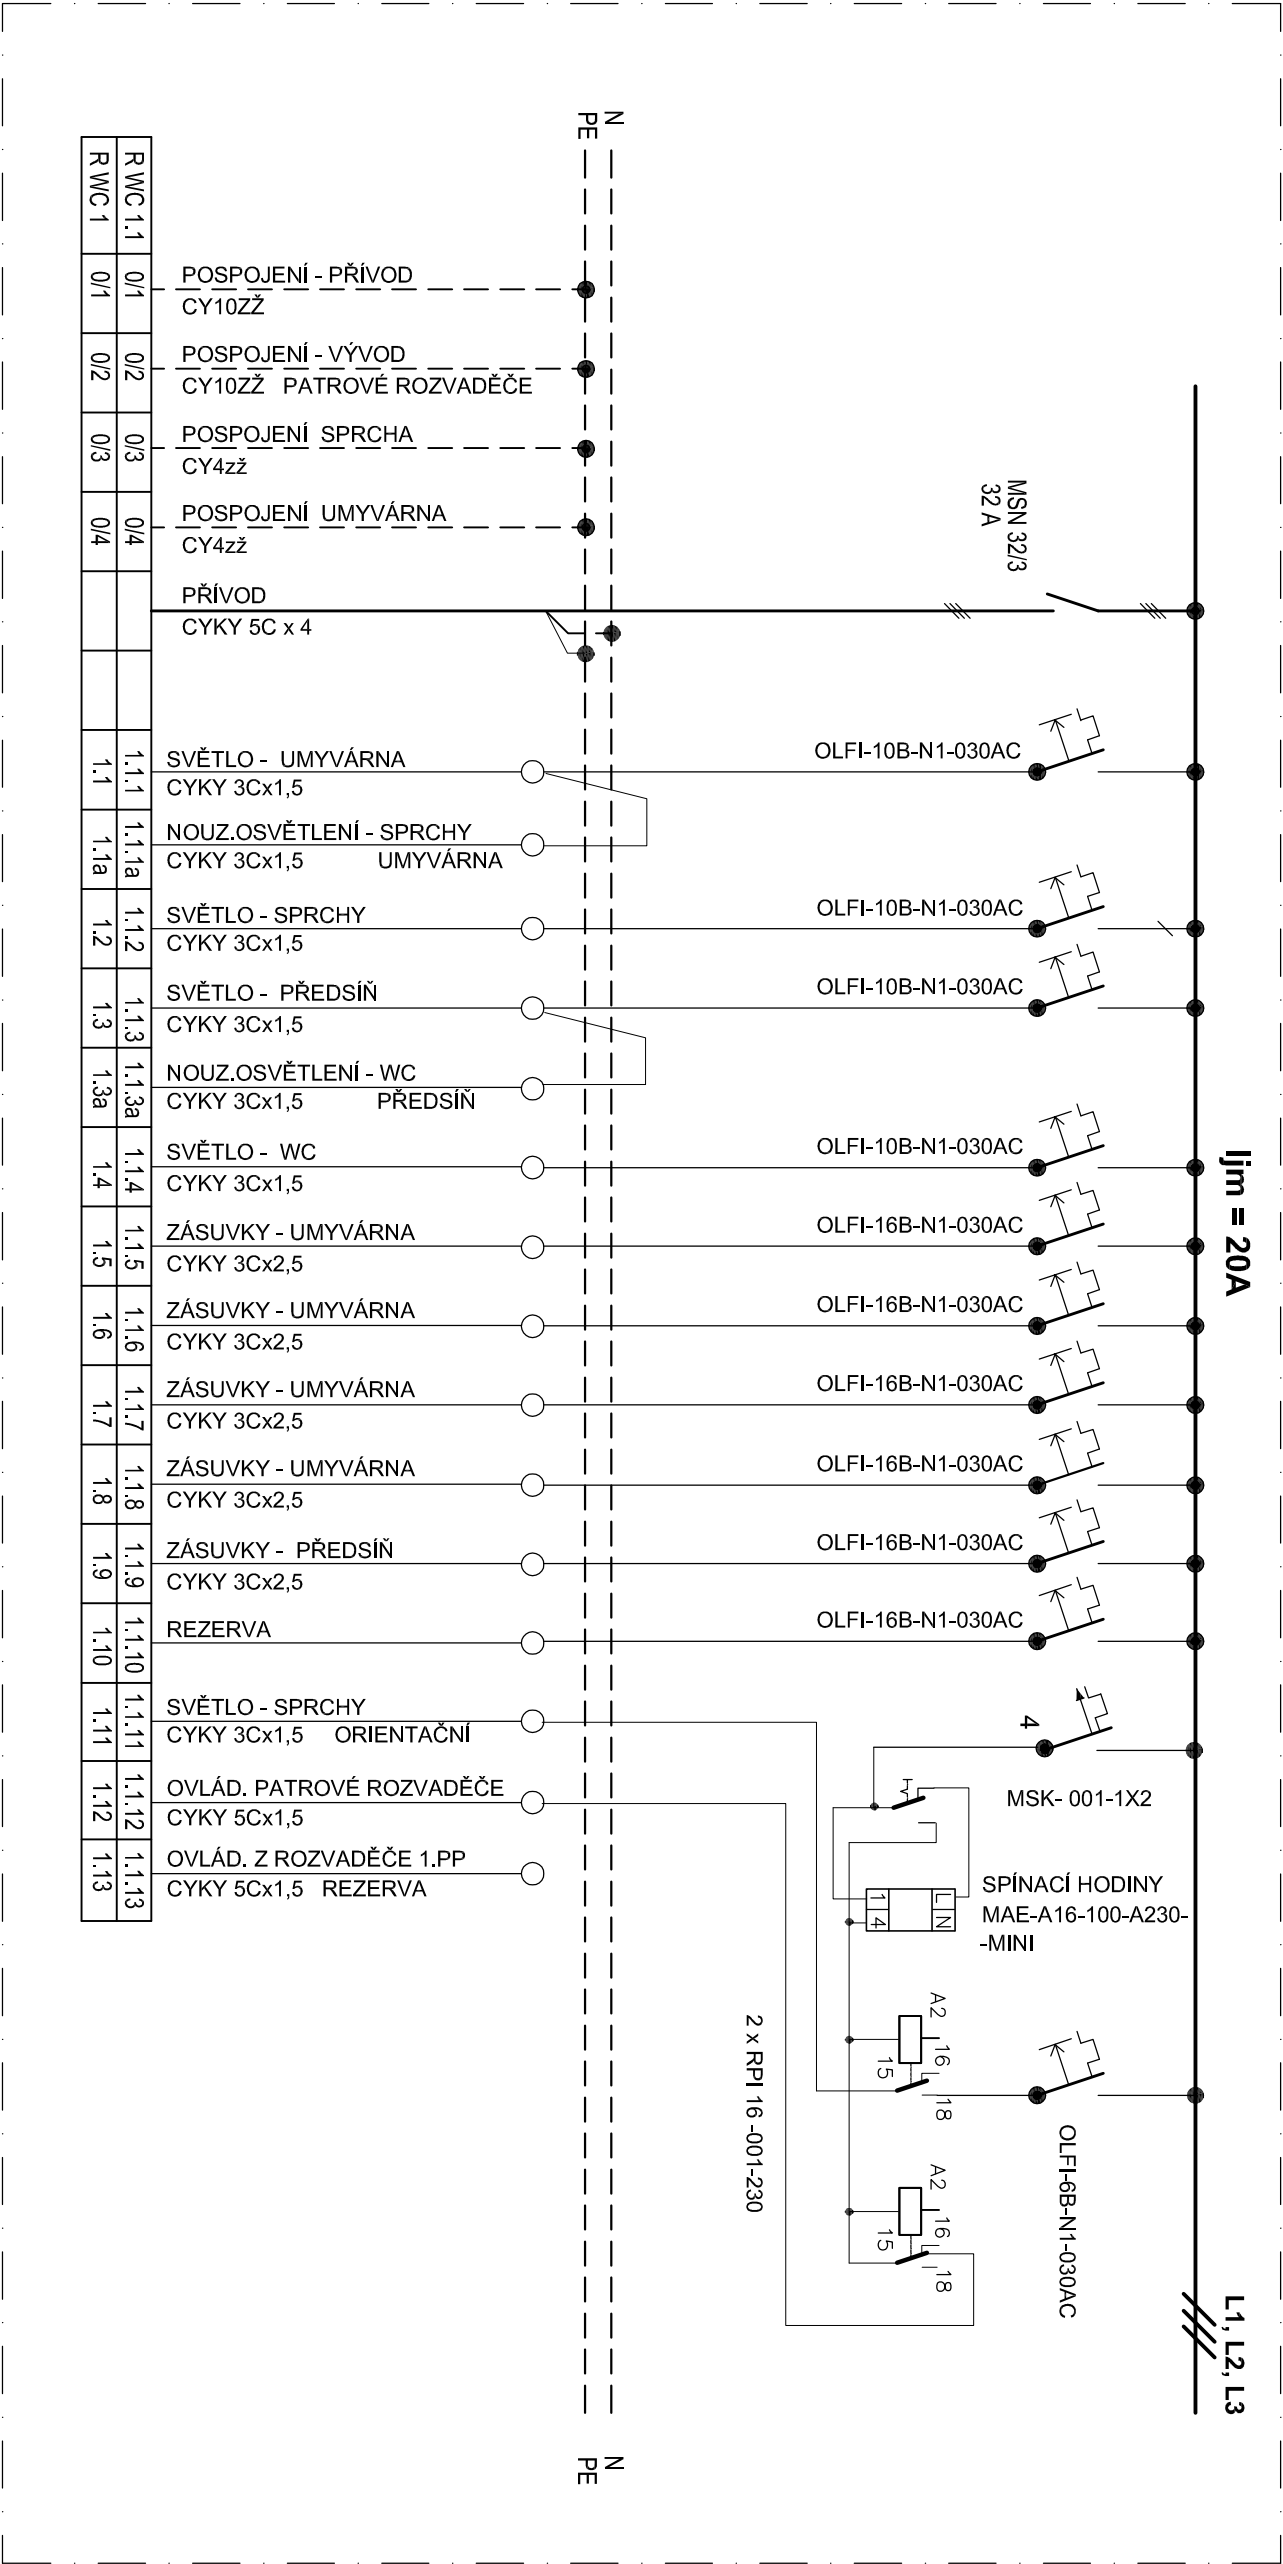 N
PE
R WC 1.1
R WC 1
0/1
0/1
POSPOJENÍ - PŘÍVOD
CY10ZŽ
0/2
0/2
POSPOJENÍ - VÝVOD
CY10ZŽ PATROVÉ ROZVADĚČE
0/3
0/3
POSPOJENÍ SPRCHA
CY4zž
0/4
0/4
POSPOJENÍ UMYVÁRNA
CY4zž
MSN 32/3
32 A
PŘÍVOD
CYKY 5C x 4
1.1.1
1.1
SVĚTLO - UMYVÁRNA
CYKY 3Cx1,5
OLFI-10B-N1-030AC
1.1.1a
1.1a
NOUZ.OSVĚTLENÍ - SPRCHY
CYKY 3Cx1,5 UMYVÁRNA
1.1.2
1.2
SVĚTLO - SPRCHY
CYKY 3Cx1,5
OLFI-10B-N1-030AC
1.1.3
1.3
SVĚTLO - PŘEDSÍŇ
CYKY 3Cx1,5
OLFI-10B-N1-030AC
1.1.3a
1.3a
NOUZ.OSVĚTLENÍ - WC
CYKY 3Cx1,5 PŘEDSÍŇ
1.1.4
1.4
SVĚTLO - WC
CYKY 3Cx1,5
OLFI-10B-N1-030AC
Ijm = 20A
1.1.5
1.5
ZÁSUVKY - UMYVÁRNA
CYKY 3Cx2,5
OLFI-16B-N1-030AC
1.1.6
1.6
ZÁSUVKY - UMYVÁRNA
CYKY 3Cx2,5
OLFI-16B-N1-030AC
1.1.7
1.7
ZÁSUVKY - UMYVÁRNA
CYKY 3Cx2,5
OLFI-16B-N1-030AC
1.1.8
1.8
ZÁSUVKY - UMYVÁRNA
CYKY 3Cx2,5
OLFI-16B-N1-030AC
1.1.9
1.9
ZÁSUVKY - PŘEDSÍŇ
CYKY 3Cx2,5
OLFI-16B-N1-030AC
1.1.10
1.10
REZERVA
OLFI-16B-N1-030AC
1.1.11
1.11
SVĚTLO - SPRCHY
CYKY 3Cx1,5 ORIENTAČNÍ
4
MSK- 001-1X2
1.1.12
1.12
OVLÁD. PATROVÉ ROZVADĚČE
CYKY 5Cx1,5
1.1.13
1.13
OVLÁD. Z ROZVADĚČE 1.PP
CYKY 5Cx1,5 REZERVA
SPÍNACÍ HODINY
MAE-A16-100-A230-
-MINI
L N
1 4
A2
16
15
18
2 x RPI 16 -001-230
OLFI-6B-N1-030AC
A2
16
15
18
L1, L2, L3
N
PE